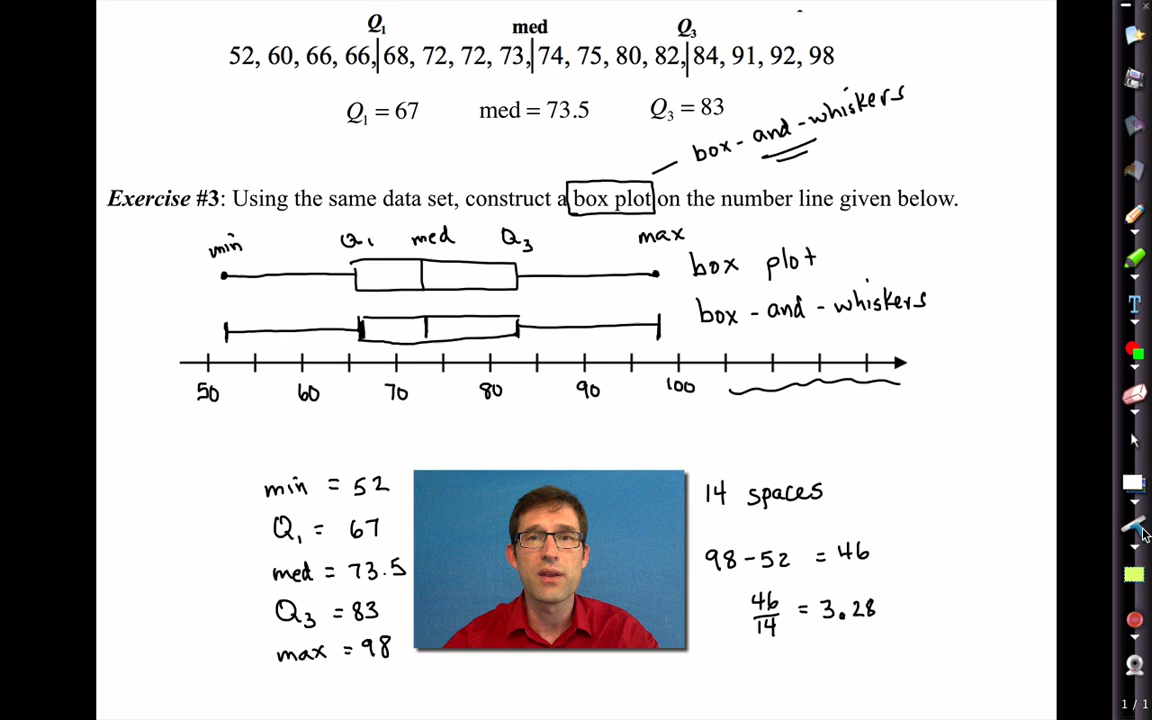 Q₁ med Q₃
52, 60, 66, 66, 68, 72, 72, 73, 74, 75, 80, 82, 84, 91, 92, 98
Q₁ = 67 med = 73.5 Q₃ = 83
box-and-whiskers
Exercise #3: Using the same data set, construct a box plot on the number line given below.
min Q₁ med Q₃ max
box plot
box-and-whiskers
50 60 70 80 90 100
min = 52
Q₁ = 67
med = 73.5
Q₃ = 83
max = 98
14 spaces
98-52 = 46
46/14 = 3.28
T
1 / 1